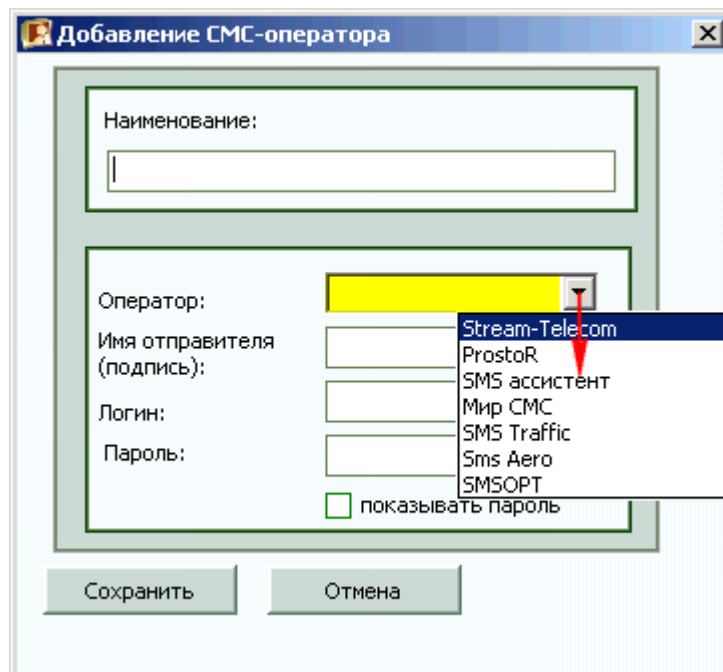 Добавление СМС-оператора
Наименование:
Оператор:
Stream-Telecom
ProstoR
SMS ассистент
Мир СМС
SMS Traffic
Sms Aero
SMSOPT
Имя отправителя
(подпись):
Логин:
Пароль:
показывать пароль
Сохранить
Отмена